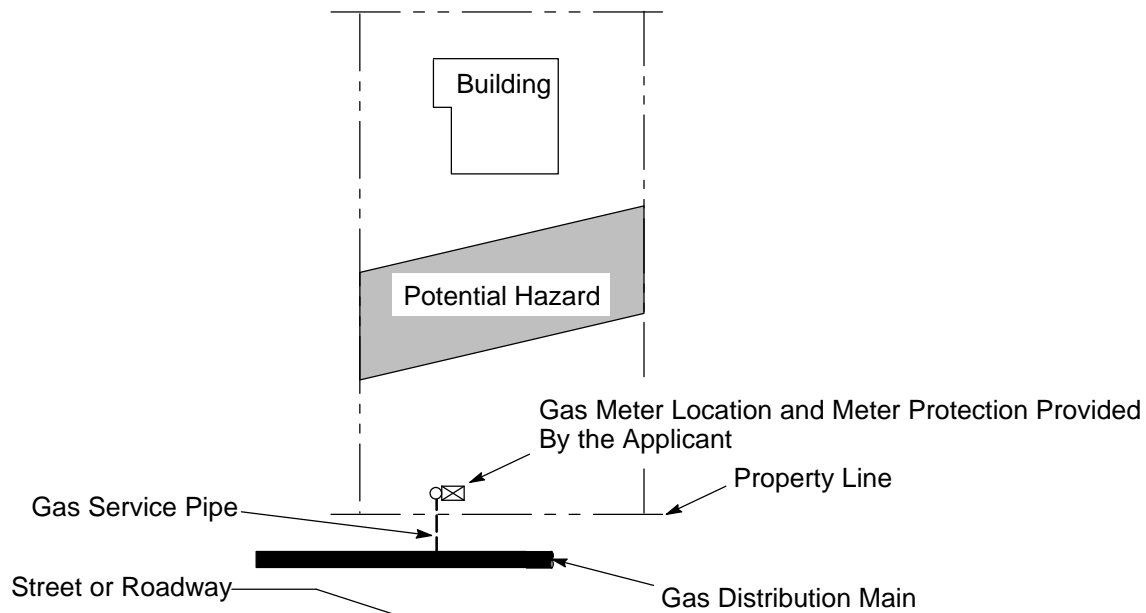 Building
Potential Hazard
Gas Meter Location and Meter Protection Provided
By the Applicant
Property Line
Gas Service Pipe
Street or Roadway
Gas Distribution Main